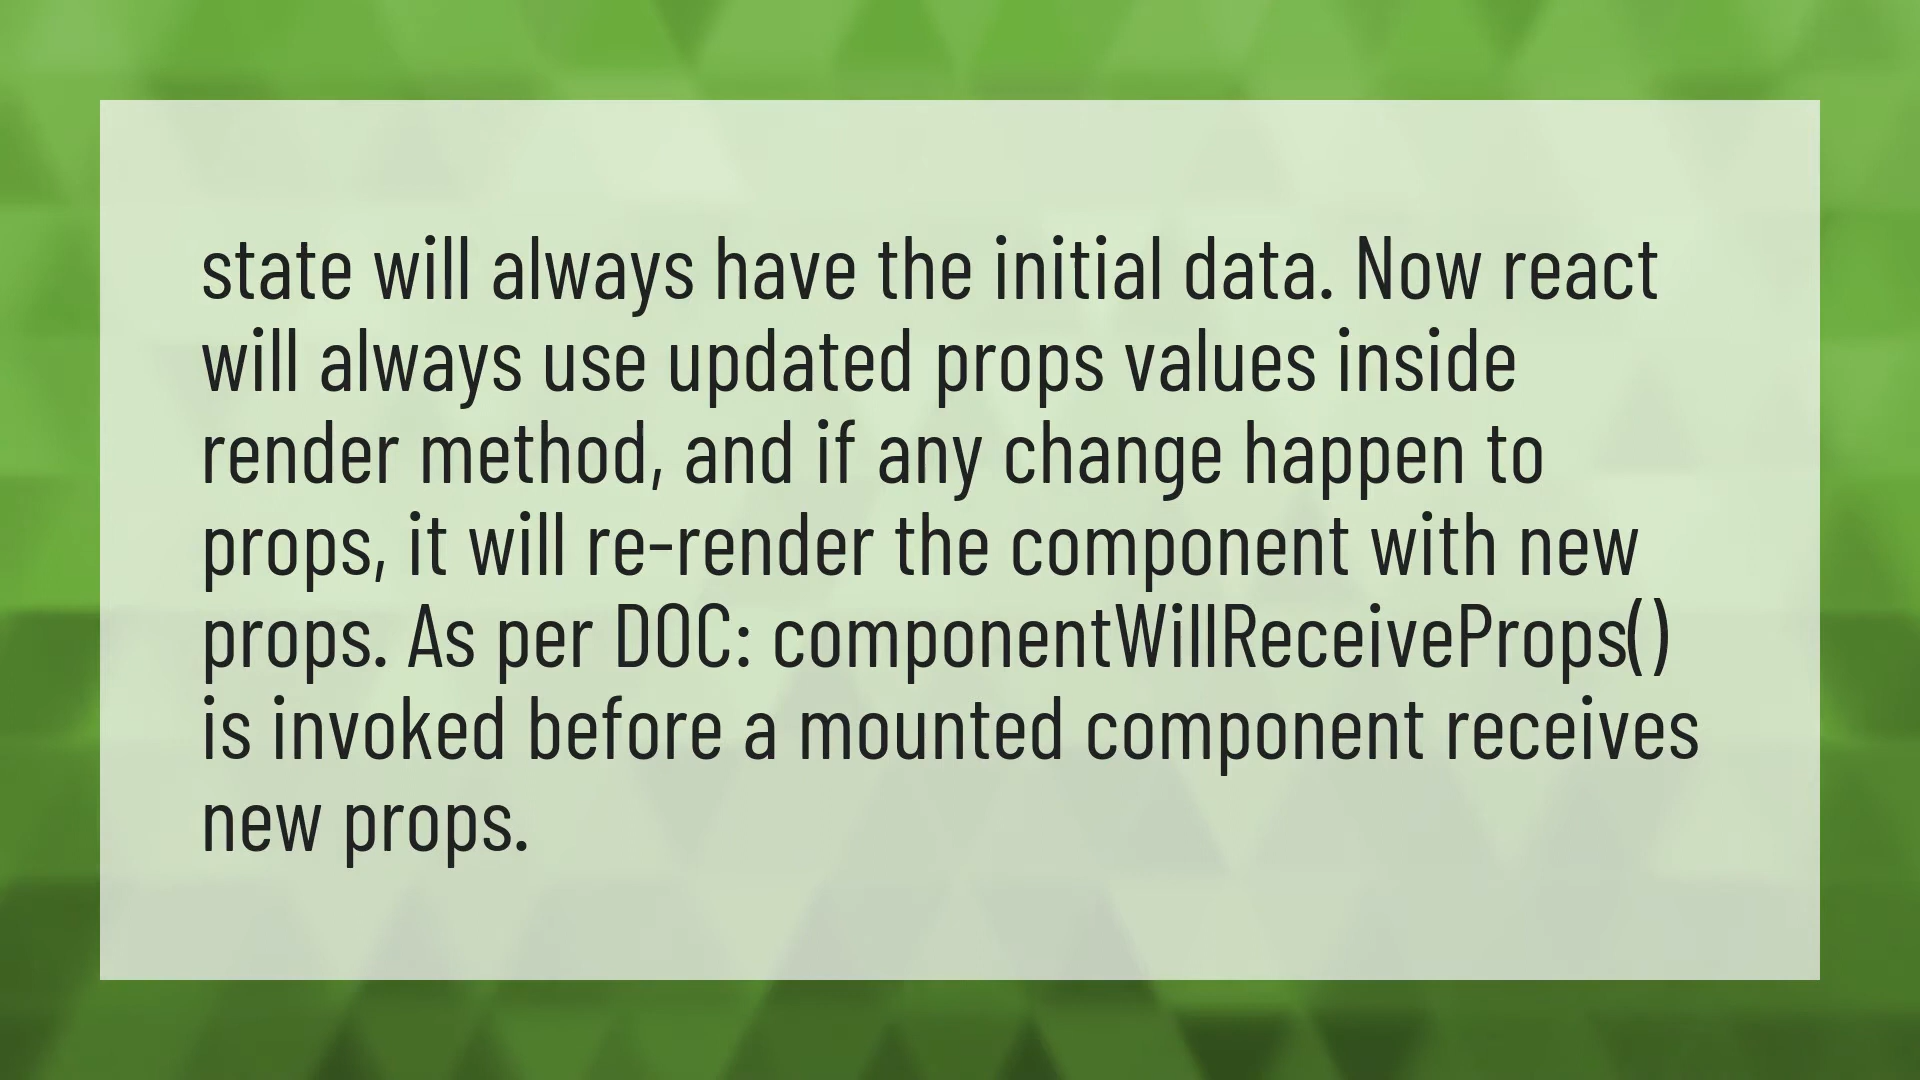 state will always have the initial data. Now react
will always use updated props values inside
render method, and if any change happen to
props, it will re-render the component with new
props. As per DOC: componentWillReceiveProps()
is invoked before a mounted component receives
new props.